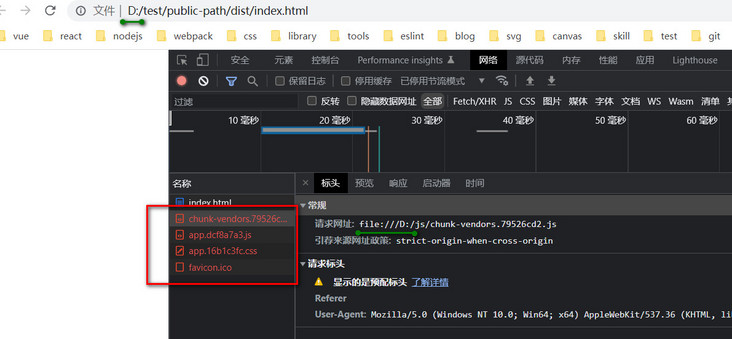 文件 | D:/test/public-path/dist/index.html
vue react nodejs webpack css library tools eslint blog svg canvas skill test git
安全 元素 控制台 Performance insights 网络 源代码 内存 性能 应用 Lighthouse
保留日志 停用缓存 已停用节流模式
过滤 反转 隐藏数据网址 全部 Fetch/XHR JS CSS 图片 媒体 字体 文档 WS Wasm 清单
10 毫秒 20 毫秒 30 毫秒 40 毫秒 50 毫秒 60 毫秒
名称 × 标头 预览 响应 启动器 时间
index.html
chunk-vendors.79526c...
app.dcf8a7a3.js
app.16b1c3fc.css
favicon.ico
常规
请求网址: file:///D:/js/chunk-vendors.79526cd2.js
引荐来源网址政策: strict-origin-when-cross-origin
请求标头
显示的是预配标头 了解详情
Referer
User-Agent: Mozilla/5.0 (Windows NT 10.0; Win64; x64) AppleWebKit/537.36 (KHTML, li